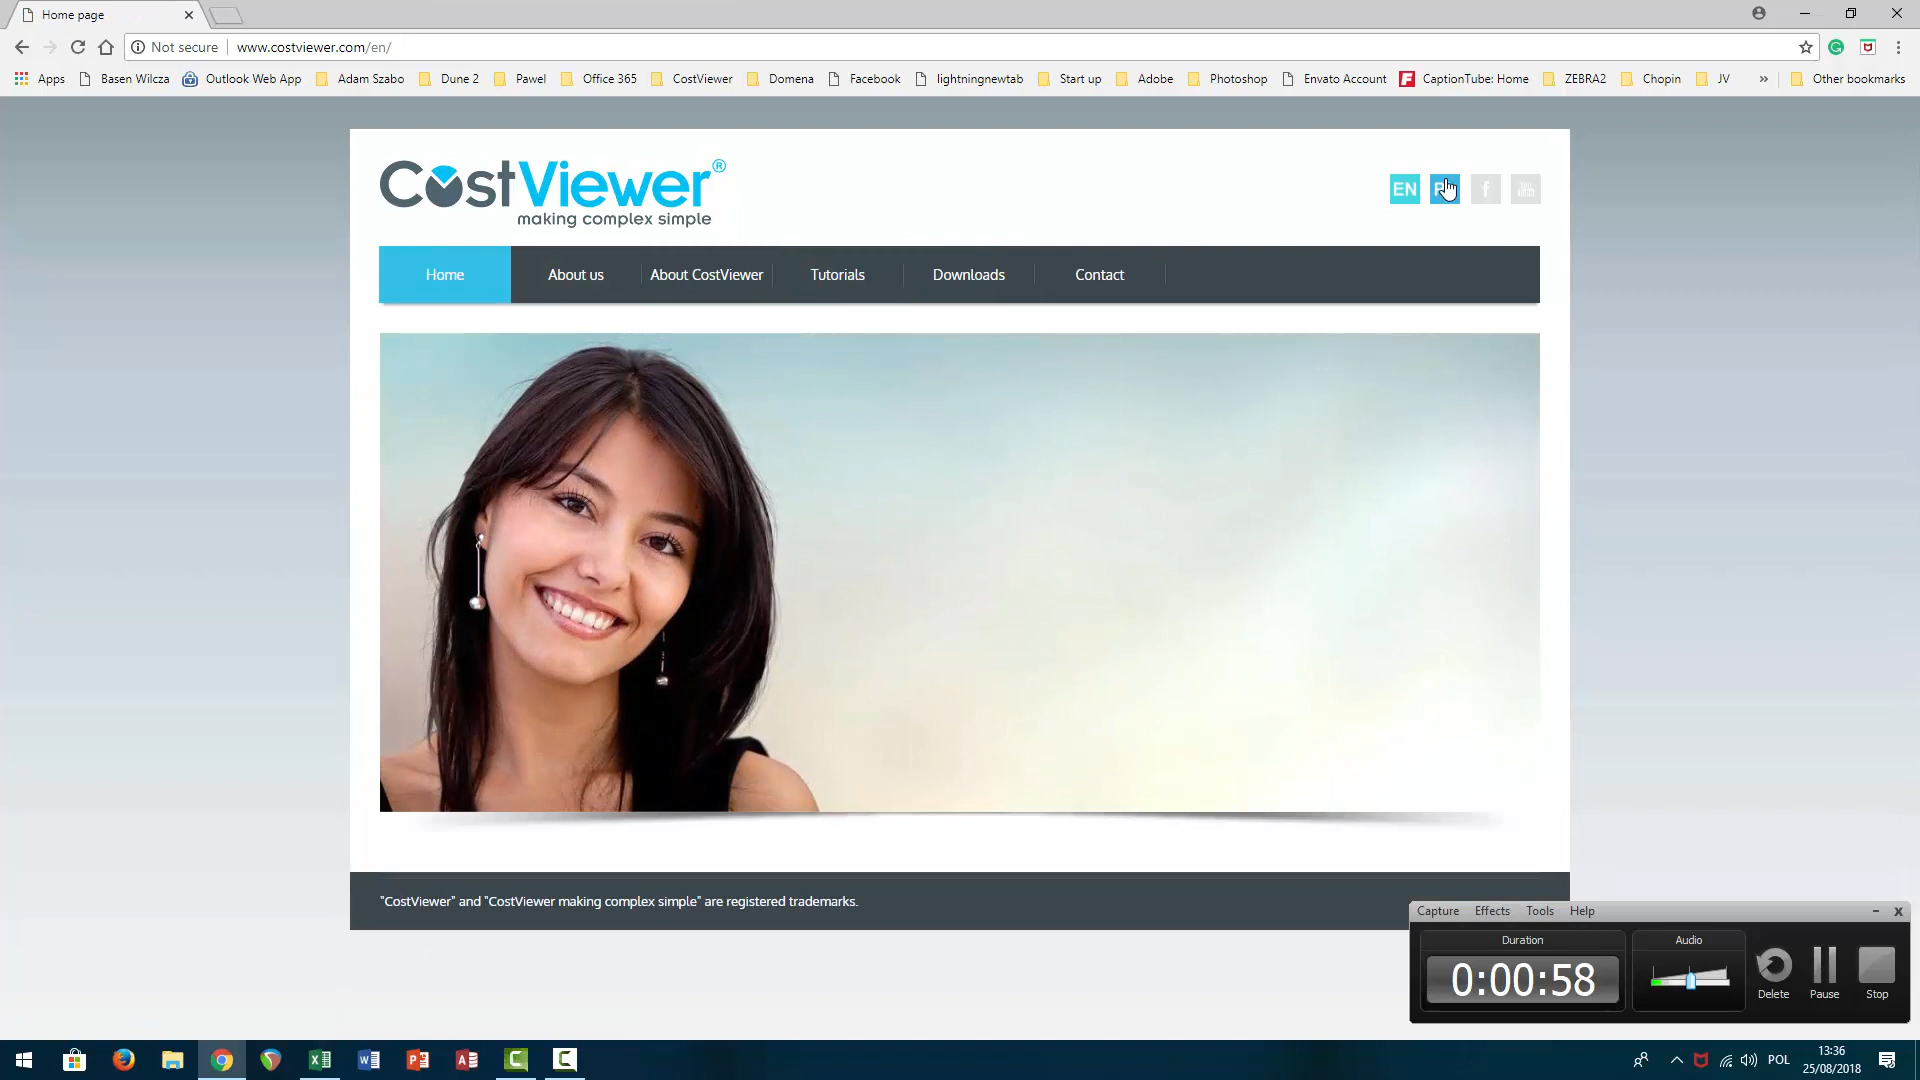 Home page
Not secure www.costviewer.com/en/
Apps Basen Wilcza Outlook Web App Adam Szabo Dune 2 Pawel Office 365 CostViewer Domena Facebook lightningnewtab Start up Adobe Photoshop Envato Account CaptionTube: Home ZEBRA2 Chopin JV » Other bookmarks
CostViewer®
making complex simple
EN
Home About us About CostViewer Tutorials Downloads Contact
"CostViewer" and "CostViewer making complex simple" are registered trademarks.
Capture Effects Tools Help
Duration Audio
0:00:58
Delete Pause Stop
POL
13:36
25/08/2018